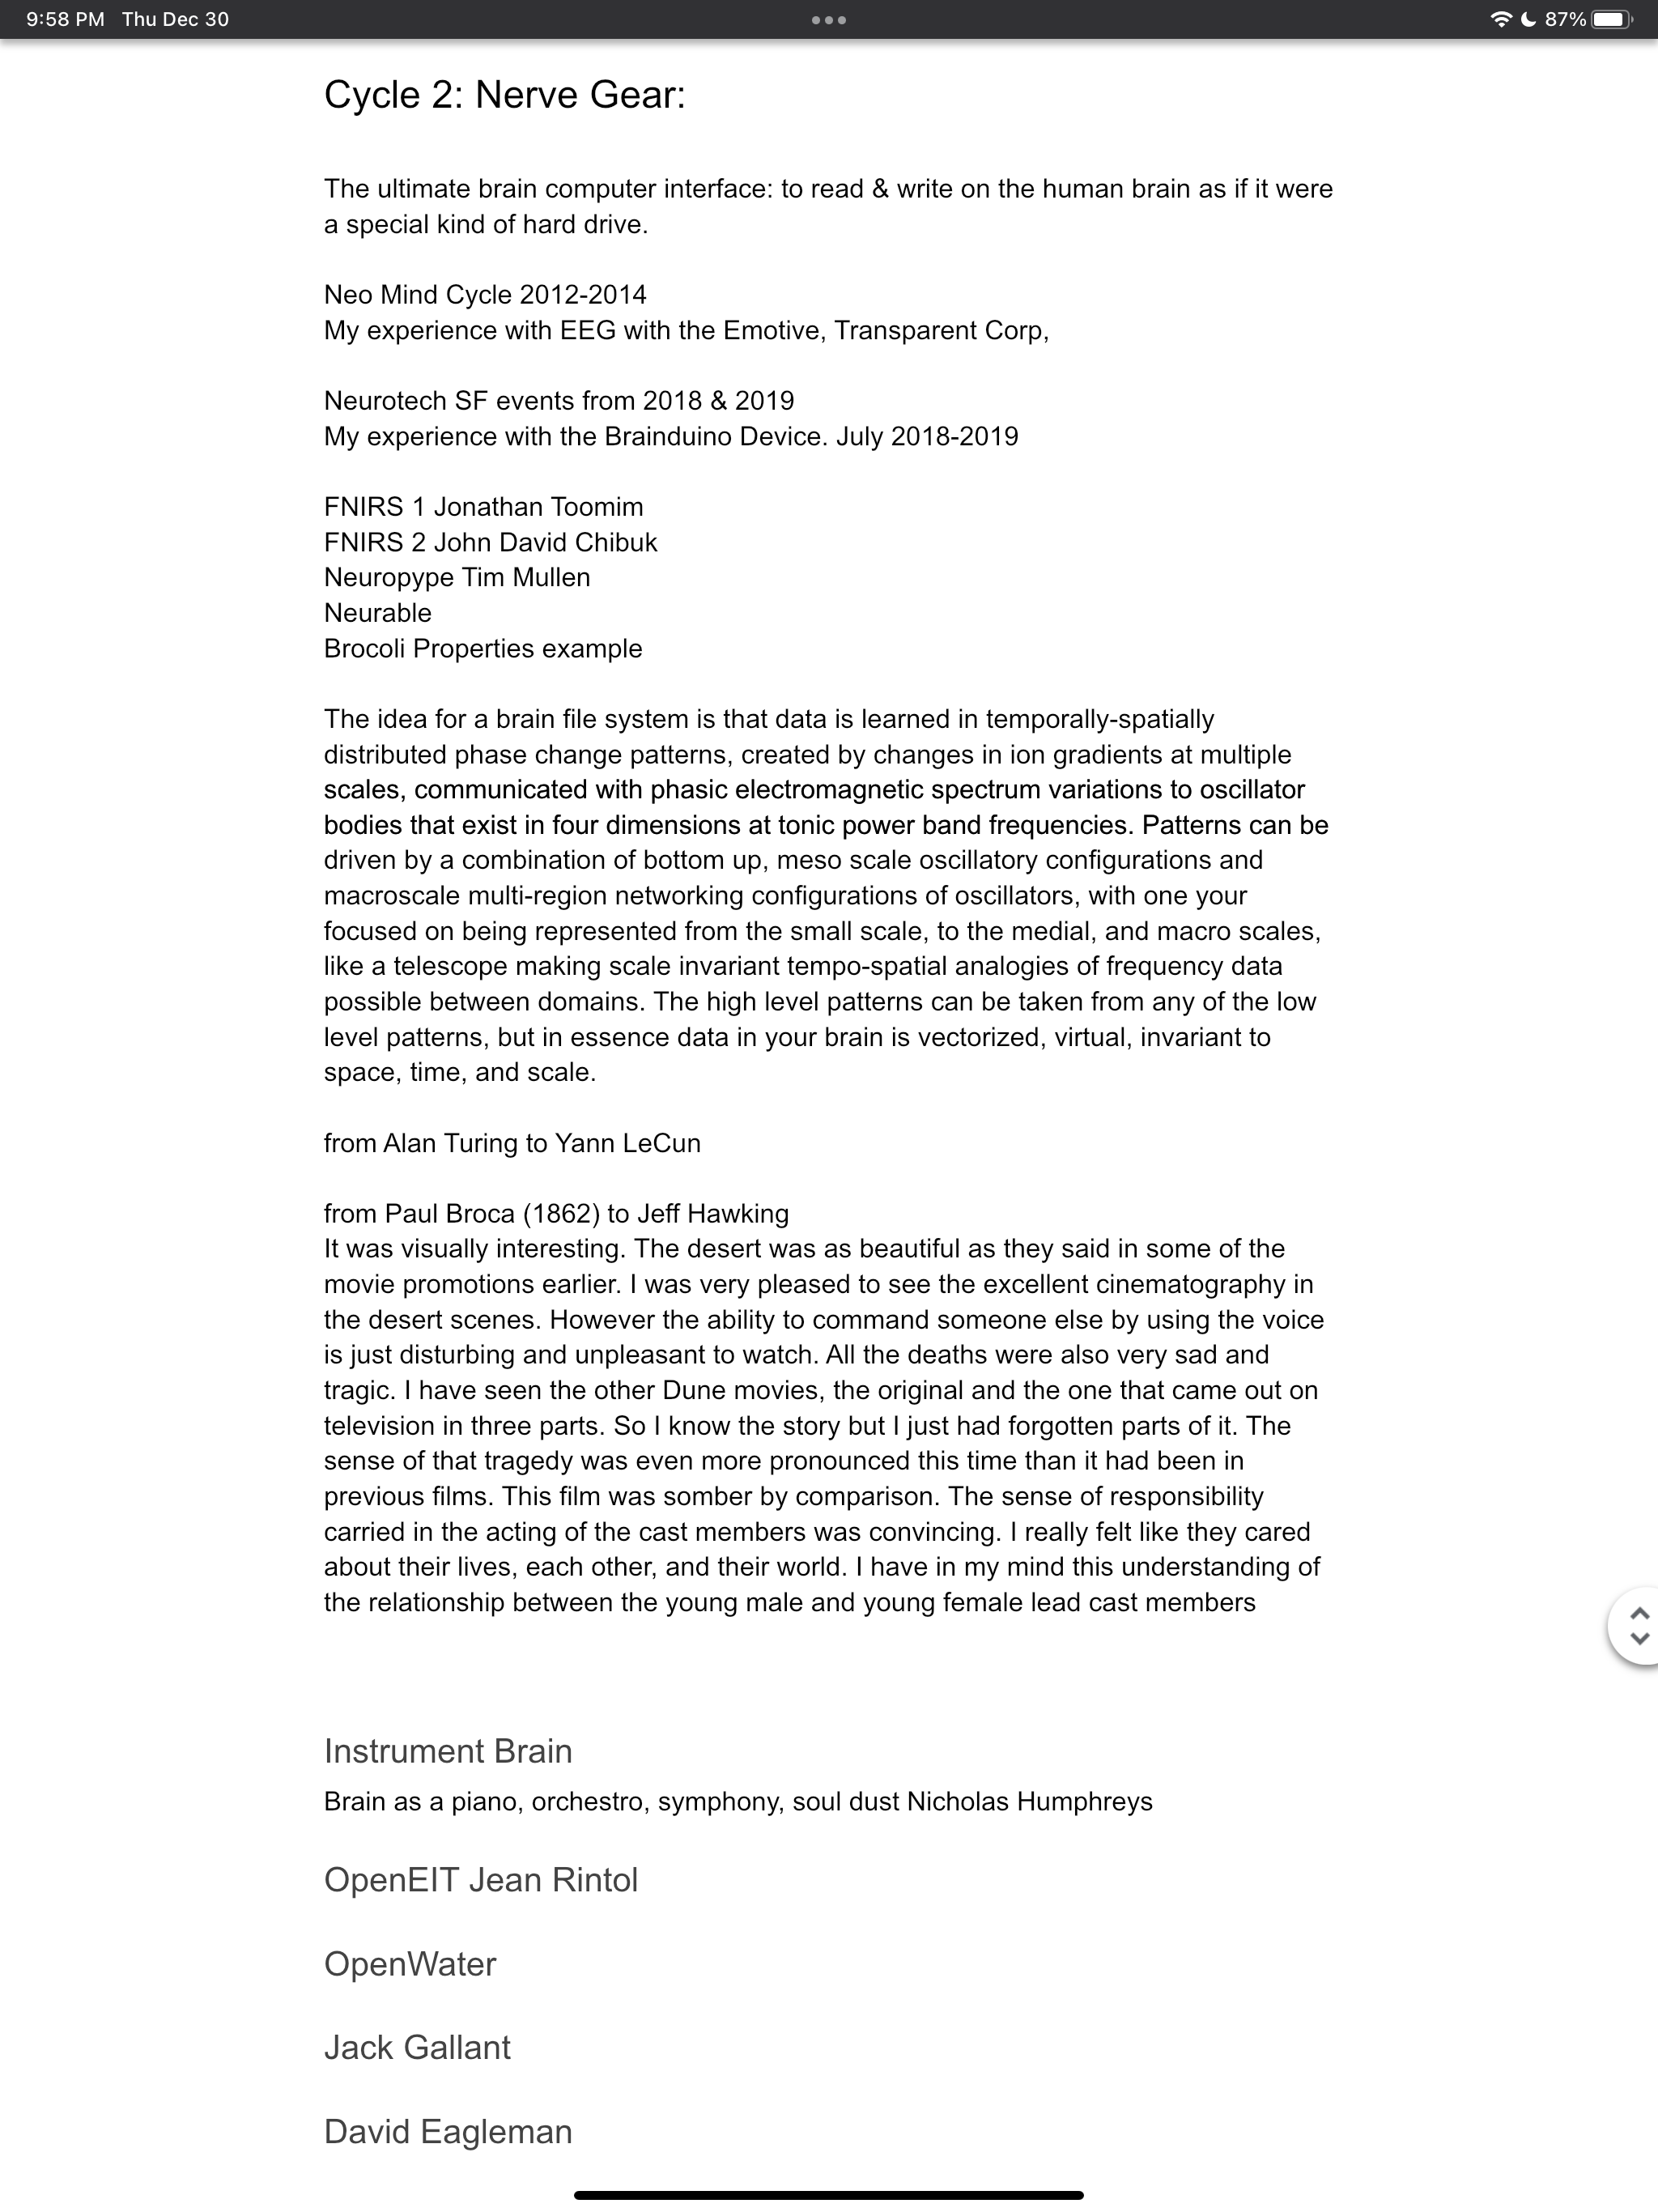 9:58 PM Thu Dec 30
87%
Cycle 2: Nerve Gear:
The ultimate brain computer interface: to read & write on the human brain as if it were
a special kind of hard drive.
Neo Mind Cycle 2012-2014
My experience with EEG with the Emotive, Transparent Corp,
Neurotech SF events from 2018 & 2019
My experience with the Brainduino Device. July 2018-2019
FNIRS 1 Jonathan Toomim
FNIRS 2 John David Chibuk
Neuropype Tim Mullen
Neurable
Brocoli Properties example
The idea for a brain file system is that data is learned in temporally-spatially
distributed phase change patterns, created by changes in ion gradients at multiple
scales, communicated with phasic electromagnetic spectrum variations to oscillator
bodies that exist in four dimensions at tonic power band frequencies. Patterns can be
driven by a combination of bottom up, meso scale oscillatory configurations and
macroscale multi-region networking configurations of oscillators, with one your
focused on being represented from the small scale, to the medial, and macro scales,
like a telescope making scale invariant tempo-spatial analogies of frequency data
possible between domains. The high level patterns can be taken from any of the low
level patterns, but in essence data in your brain is vectorized, virtual, invariant to
space, time, and scale.
from Alan Turing to Yann LeCun
from Paul Broca (1862) to Jeff Hawking
It was visually interesting. The desert was as beautiful as they said in some of the
movie promotions earlier. I was very pleased to see the excellent cinematography in
the desert scenes. However the ability to command someone else by using the voice
is just disturbing and unpleasant to watch. All the deaths were also very sad and
tragic. I have seen the other Dune movies, the original and the one that came out on
television in three parts. So I know the story but I just had forgotten parts of it. The
sense of that tragedy was even more pronounced this time than it had been in
previous films. This film was somber by comparison. The sense of responsibility
carried in the acting of the cast members was convincing. I really felt like they cared
about their lives, each other, and their world. I have in my mind this understanding of
the relationship between the young male and young female lead cast members
Instrument Brain
Brain as a piano, orchestro, symphony, soul dust Nicholas Humphreys
OpenEIT Jean Rintol
OpenWater
Jack Gallant
David Eagleman